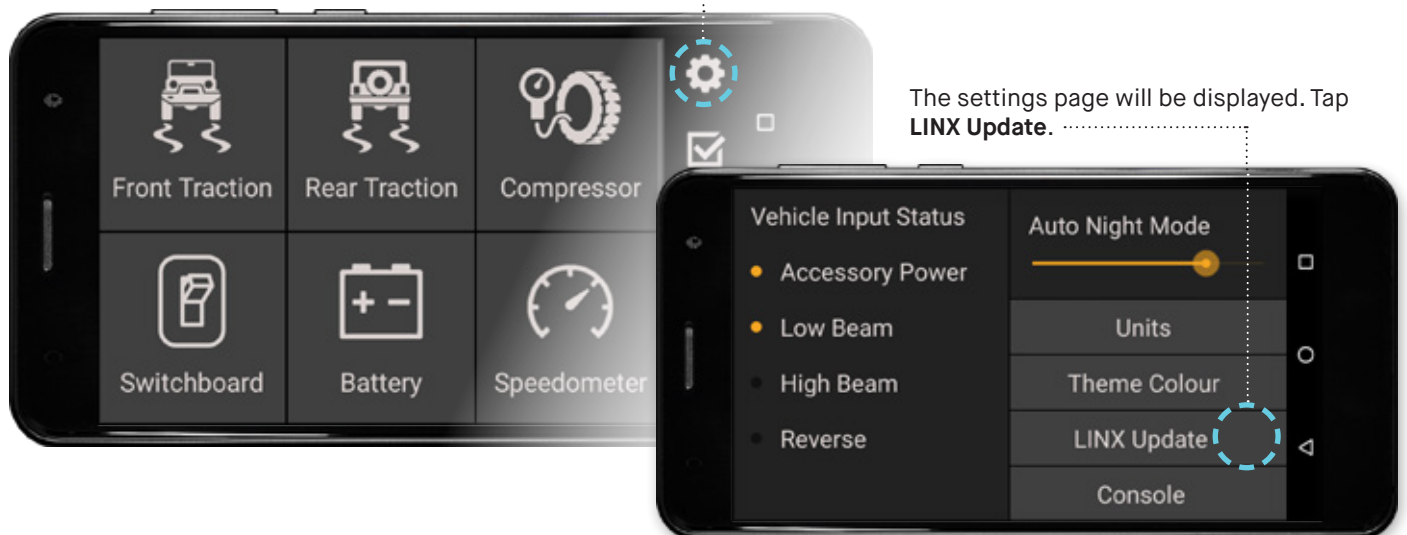 Front Traction
Rear Traction
Compressor
Switchboard
Battery
Speedometer
The settings page will be displayed. Tap
LINX Update.
Vehicle Input Status
Accessory Power
Low Beam
High Beam
Reverse
Auto Night Mode
Units
Theme Colour
LINX Update
Console